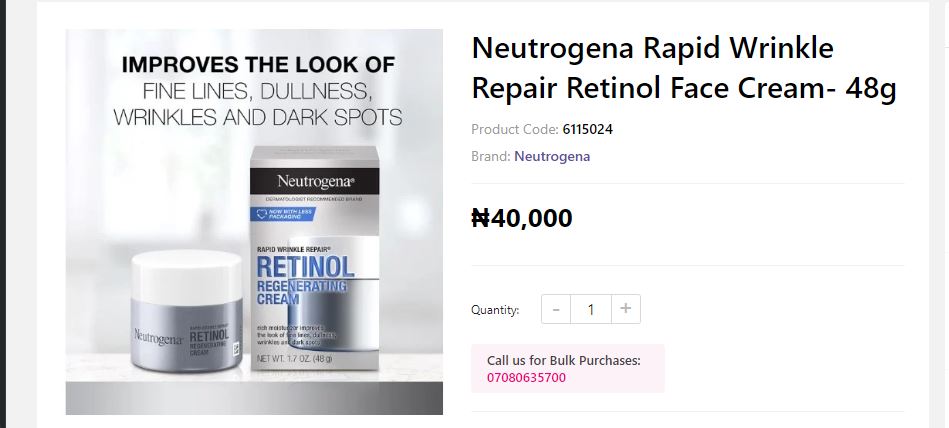 IMPROVES THE LOOK OF
FINE LINES, DULLNESS,
WRINKLES AND DARK SPOTS
Neutrogena®
DERMATOLOGIST RECOMMENDED BRAND
NOW WITH LESS
PACKAGING
RAPID WRINKLE REPAIR®
RETINOL
REGENERATING
CREAM
rich moisturizer improves
the look of fine lines, dullness,
wrinkles and dark spots
NET WT. 1.7 OZ. (48 g)
Neutrogena
RAPID WRINKLE REPAIR
RETINOL
REGENERATING
CREAM
Neutrogena Rapid Wrinkle
Repair Retinol Face Cream- 48g
Product Code: 6115024
Brand: Neutrogena
₦40,000
Quantity: - 1 +
Call us for Bulk Purchases:
07080635700